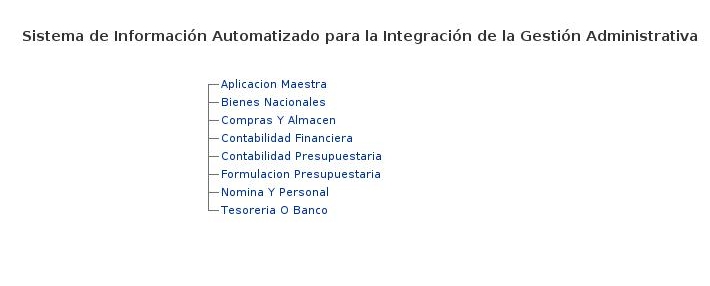 Sistema de Información Automatizado para la Integración de la Gestión Administrativa
Aplicacion Maestra
Bienes Nacionales
Compras Y Almacen
Contabilidad Financiera
Contabilidad Presupuestaria
Formulacion Presupuestaria
Nomina Y Personal
Tesoreria O Banco